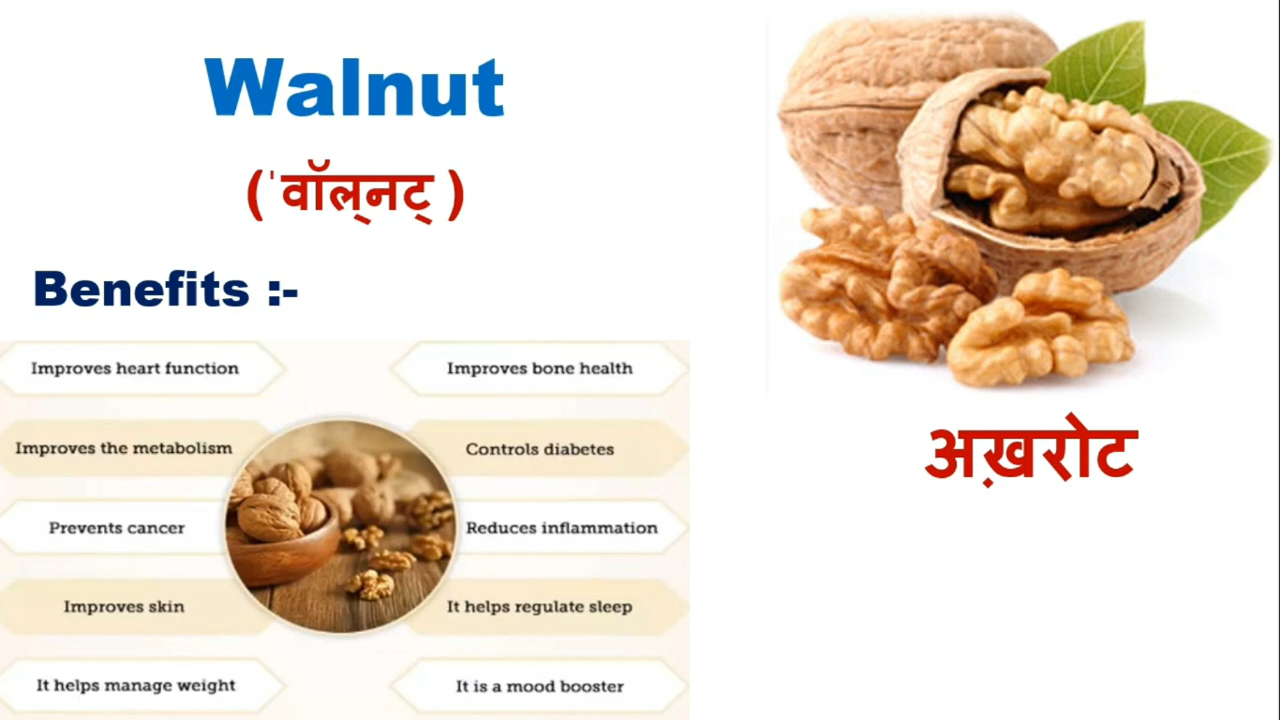 Walnut
(ˈवॉल्नट् )
Benefits :-
Improves heart function
Improves the metabolism
Prevents cancer
Improves skin
It helps manage weight
Improves bone health
Controls diabetes
Reduces inflammation
It helps regulate sleep
It is a mood booster
अख़रोट